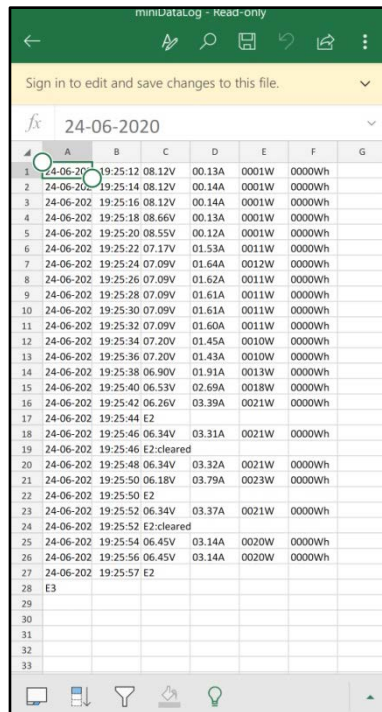 miniDataLog - Read-only
Sign in to edit and save changes to this file.
fx 24-06-2020
A B C D E F G
1 24-06-202 19:25:12 08.12V 00.13A 0001W 0000Wh
2 24-06-202 19:25:14 08.12V 00.14A 0001W 0000Wh
3 24-06-202 19:25:16 08.12V 00.14A 0001W 0000Wh
4 24-06-202 19:25:18 08.66V 00.13A 0001W 0000Wh
5 24-06-202 19:25:20 08.55V 00.12A 0001W 0000Wh
6 24-06-202 19:25:22 07.17V 01.53A 0011W 0000Wh
7 24-06-202 19:25:24 07.09V 01.64A 0012W 0000Wh
8 24-06-202 19:25:26 07.09V 01.62A 0011W 0000Wh
9 24-06-202 19:25:28 07.09V 01.61A 0011W 0000Wh
10 24-06-202 19:25:30 07.09V 01.61A 0011W 0000Wh
11 24-06-202 19:25:32 07.09V 01.60A 0011W 0000Wh
12 24-06-202 19:25:34 07.20V 01.45A 0010W 0000Wh
13 24-06-202 19:25:36 07.20V 01.43A 0010W 0000Wh
14 24-06-202 19:25:38 06.90V 01.91A 0013W 0000Wh
15 24-06-202 19:25:40 06.53V 02.69A 0018W 0000Wh
16 24-06-202 19:25:42 06.26V 03.39A 0021W 0000Wh
17 24-06-202 19:25:44 E2
18 24-06-202 19:25:46 06.34V 03.31A 0021W 0000Wh
19 24-06-202 19:25:46 E2:cleared
20 24-06-202 19:25:48 06.34V 03.32A 0021W 0000Wh
21 24-06-202 19:25:50 06.18V 03.79A 0023W 0000Wh
22 24-06-202 19:25:50 E2
23 24-06-202 19:25:52 06.34V 03.37A 0021W 0000Wh
24 24-06-202 19:25:52 E2:cleared
25 24-06-202 19:25:54 06.45V 03.14A 0020W 0000Wh
26 24-06-202 19:25:56 06.45V 03.14A 0020W 0000Wh
27 24-06-202 19:25:57 E2
28 E3
29
30
31
32
33